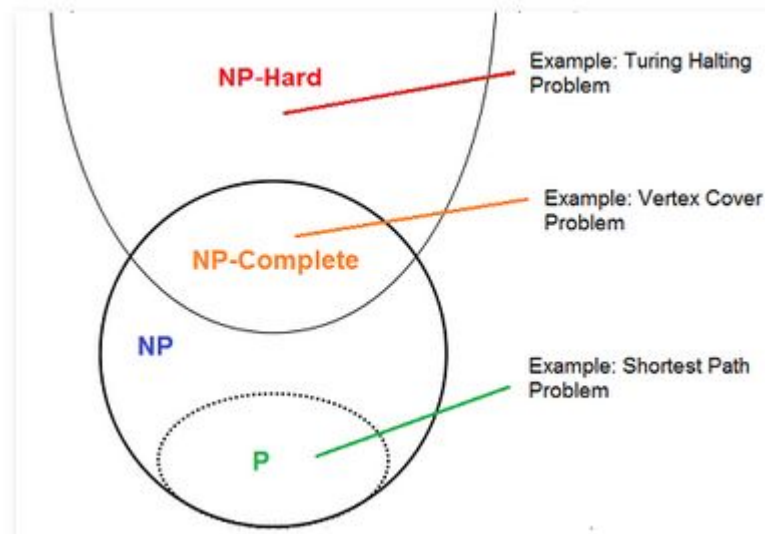 NP-Hard
Example: Turing Halting
Problem
Example: Vertex Cover
Problem
NP-Complete
NP
Example: Shortest Path
Problem
P